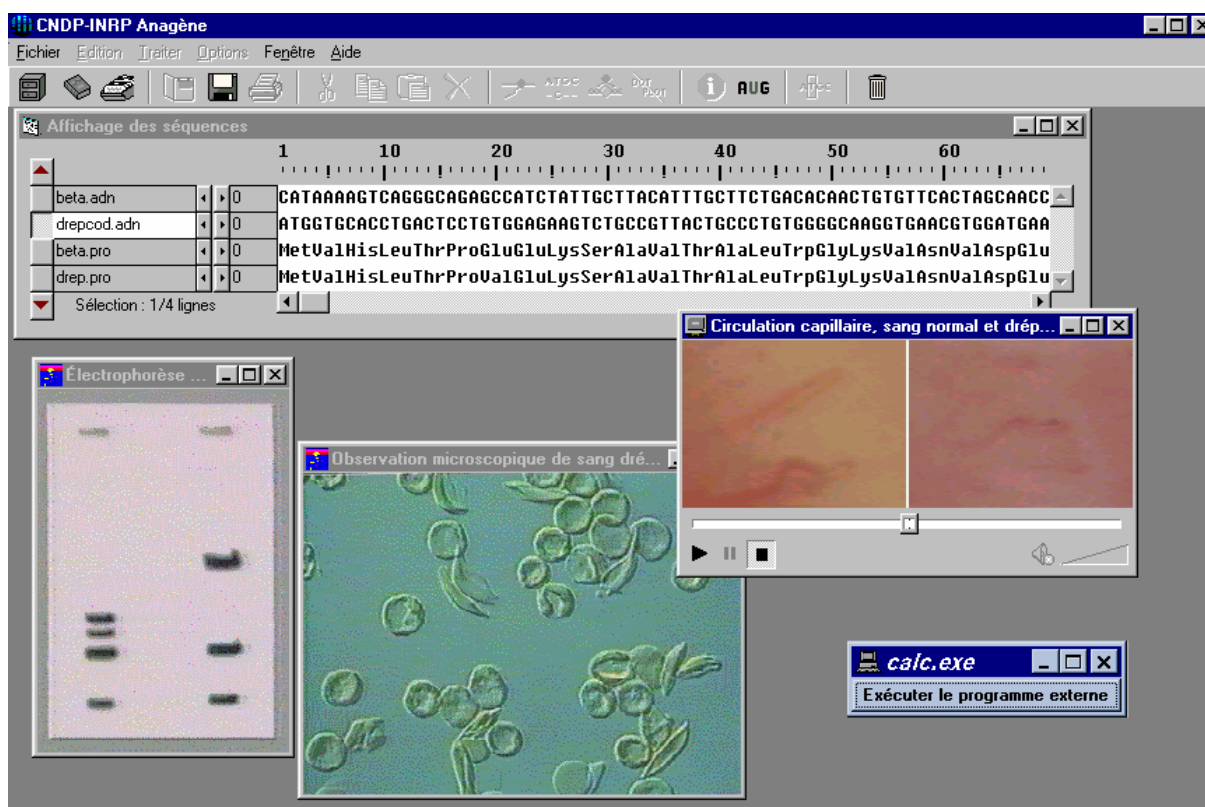 CNDP-INRP Anagène
Fichier Edition Traiter Options Fenêtre Aide
AUG
Affichage des séquences
1 10 20 30 40 50 60
beta.adn 0 CATAAAAGTCAGGGCAGAGCCATCTATTGCTTACATTTGCTTCTGACACAACTGTGTTCACTAGCAACC
drepcod.adn 0 ATGGTGCACCTGACTCCTGTGGAGAAGTCTGCCGTTACTGCCCTGTGGGGCAAGGTGAACGTGGATGAA
beta.pro 0 MetValHisLeuThrProGluGluLysSerAlaValThrAlaLeuTrpGlyLysValAsnValAspGlu
drep.pro 0 MetValHisLeuThrProValGluLysSerAlaValThrAlaLeuTrpGlyLysValAsnValAspGlu
Sélection : 1/4 lignes
Circulation capillaire, sang normal et drép...
Électrophorèse ...
Observation microscopique de sang dré...
calc.exe
Exécuter le programme externe